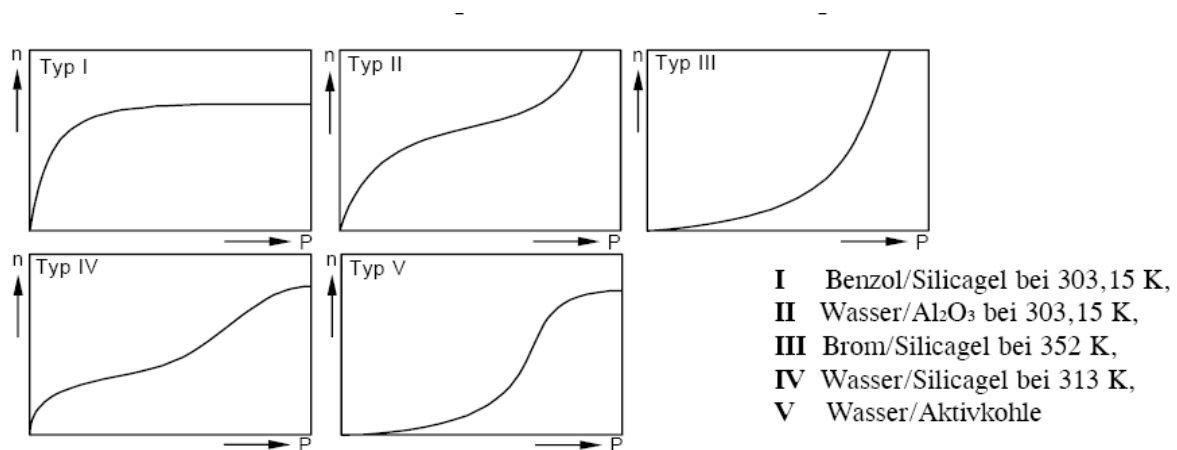 n
Typ I
P
n
Typ II
P
n
Typ III
P
n
Typ IV
P
n
Typ V
P
I Benzol/Silicagel bei 303,15 K,
II Wasser/Al₂O₃ bei 303,15 K,
III Brom/Silicagel bei 352 K,
IV Wasser/Silicagel bei 313 K,
V Wasser/Aktivkohle